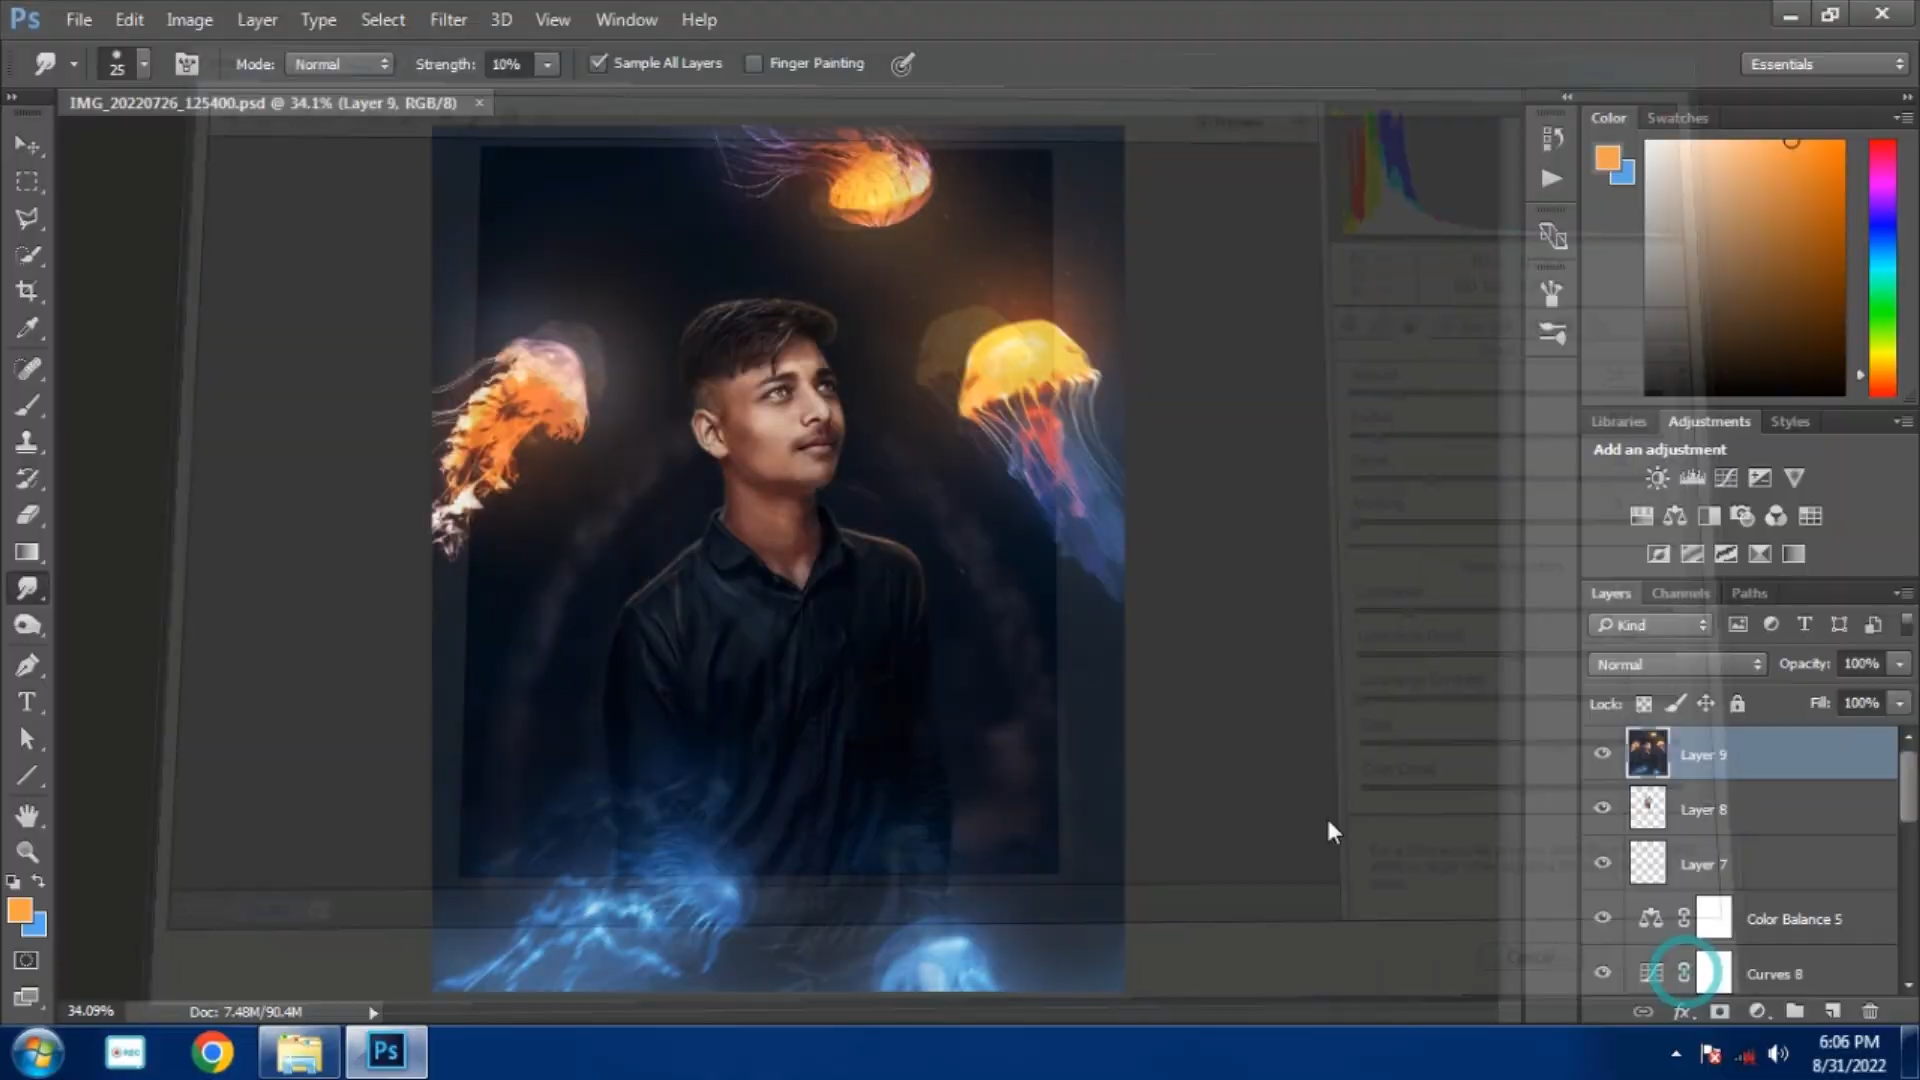 Ps File Edit Image Layer Type Select Filter 3D View Window Help
25 Mode: Normal Strength: 10% Sample All Layers Finger Painting Essentials
IMG_20220726_125400.psd @ 34.1% (Layer 9, RGB/8) ×
Color Swatches
Libraries Adjustments Styles
Add an adjustment
Layers Channels Paths
Kind
Normal Opacity: 100%
Lock: Fill: 100%
Layer 9
Layer 8
Layer 7
Color Balance 5
Cancel
Curves 8
34.09% Doc: 7.48M/90.4M
REC Ps 6:06 PM
8/31/2022